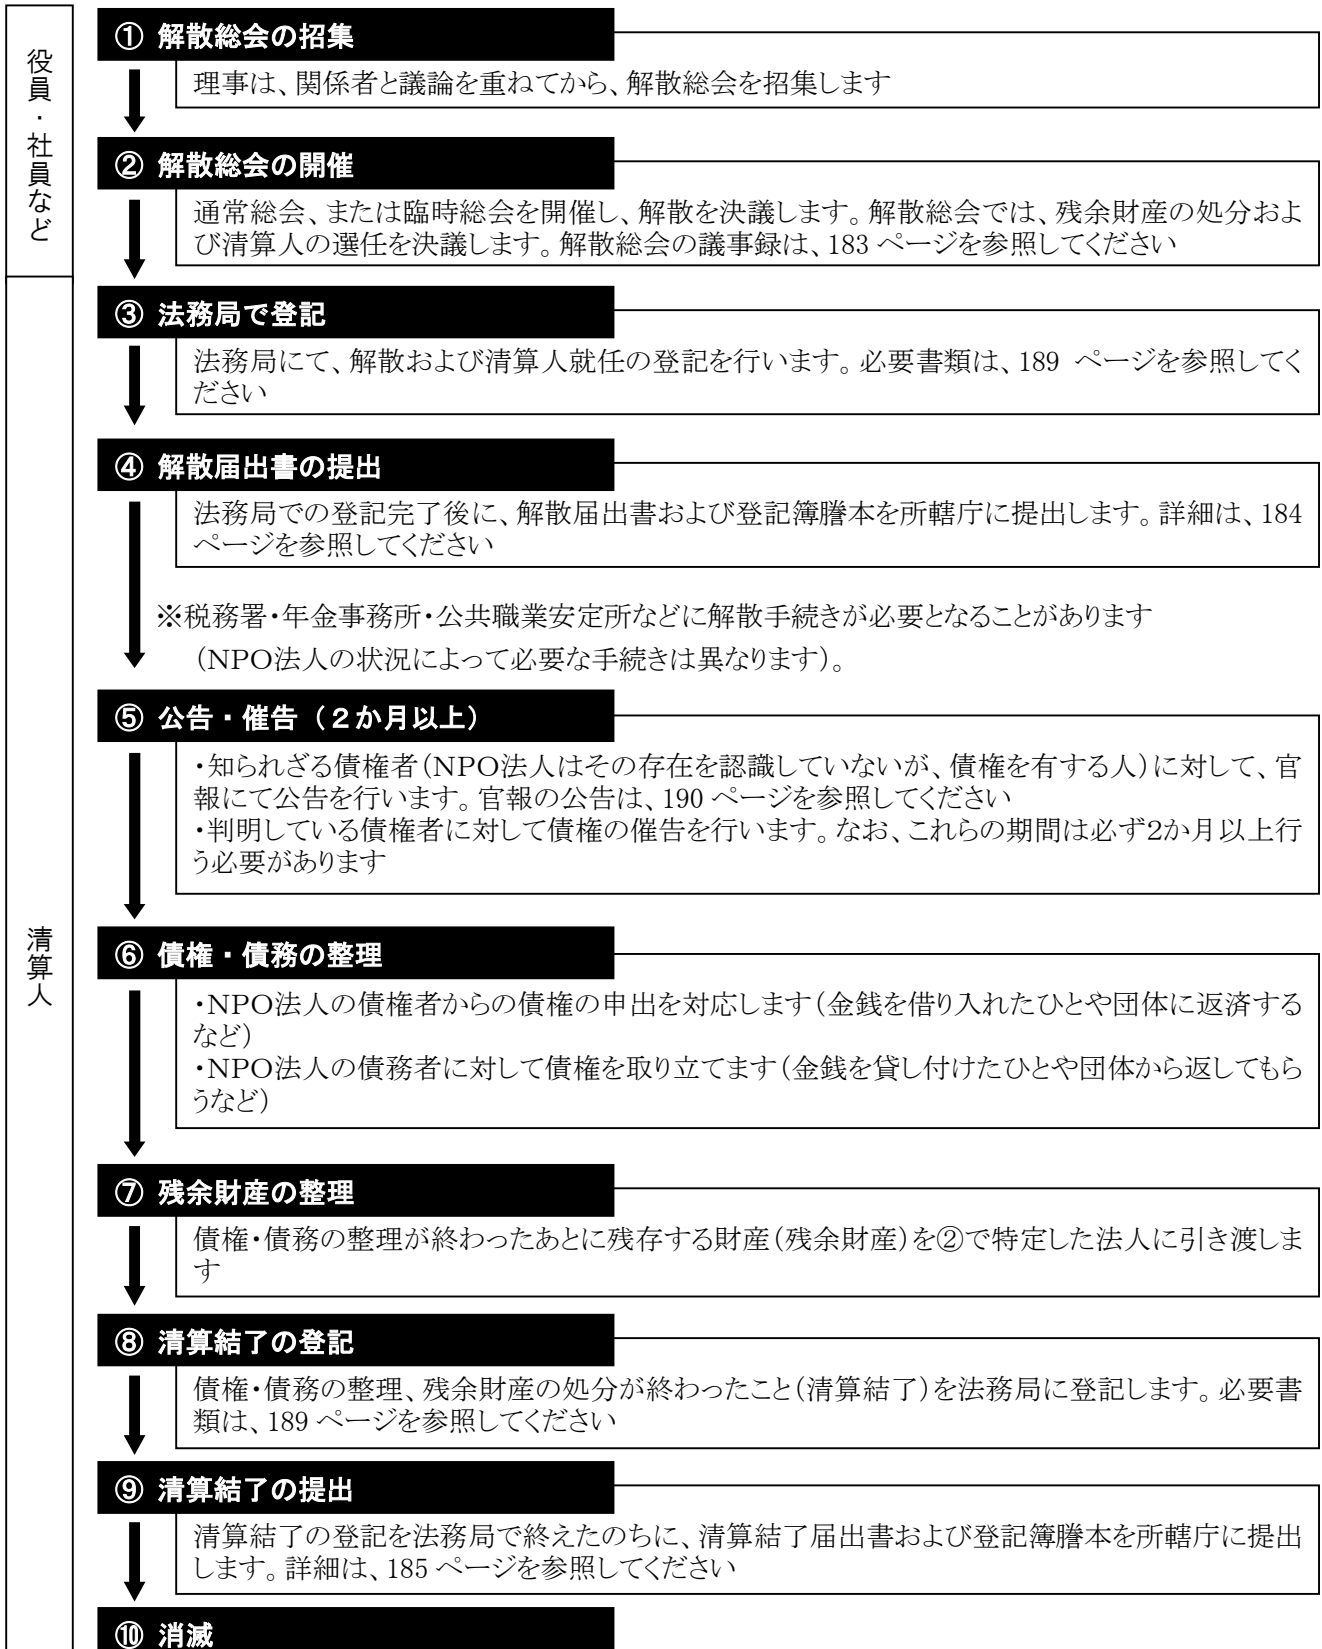 役員・社員など
① 解散総会の招集
理事は、関係者と議論を重ねてから、解散総会を招集します
② 解散総会の開催
通常総会、または臨時総会を開催し、解散を決議します。解散総会では、残余財産の処分およ
び清算人の選任を決議します。解散総会の議事録は、183 ページを参照してください
清算人
③ 法務局で登記
法務局にて、解散および清算人就任の登記を行います。必要書類は、189 ページを参照してく
ださい
④ 解散届出書の提出
法務局での登記完了後に、解散届出書および登記簿謄本を所轄庁に提出します。詳細は、184
ページを参照してください
※税務署・年金事務所・公共職業安定所などに解散手続きが必要となることがあります
（NPO法人の状況によって必要な手続きは異なります）。
⑤ 公告・催告（２か月以上）
・知られざる債権者（NPO法人はその存在を認識していないが、債権を有する人）に対して、官
報にて公告を行います。官報の公告は、190 ページを参照してください
・判明している債権者に対して債権の催告を行います。なお、これらの期間は必ず２か月以上行
う必要があります
⑥ 債権・債務の整理
・NPO法人の債権者からの債権の申出を対応します（金銭を借り入れたひとや団体に返済する
など）
・NPO法人の債務者に対して債権を取り立てます（金銭を貸し付けたひとや団体から返してもら
うなど）
⑦ 残余財産の整理
債権・債務の整理が終わったあとに残存する財産（残余財産）を②で特定した法人に引き渡しま
す
⑧ 清算結了の登記
債権・債務の整理、残余財産の処分が終わったこと（清算結了）を法務局に登記します。必要書
類は、189 ページを参照してください
⑨ 清算結了の提出
清算結了の登記を法務局で終えたのちに、清算結了届出書および登記簿謄本を所轄庁に提出
します。詳細は、185 ページを参照してください
⑩ 消滅